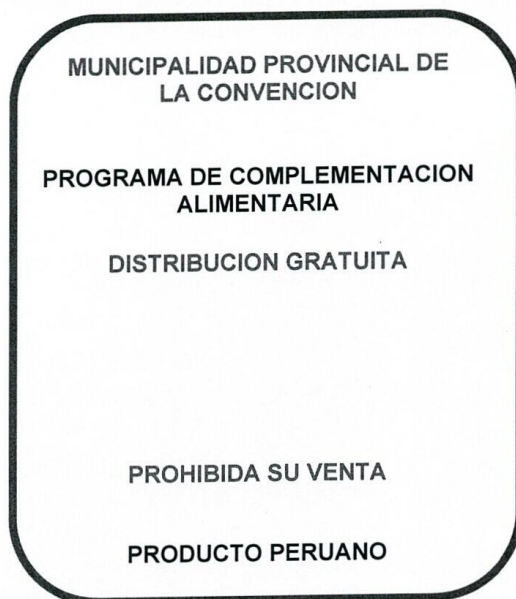 MUNICIPALIDAD PROVINCIAL DE
LA CONVENCION
PROGRAMA DE COMPLEMENTACION
ALIMENTARIA
DISTRIBUCION GRATUITA
PROHIBIDA SU VENTA
PRODUCTO PERUANO